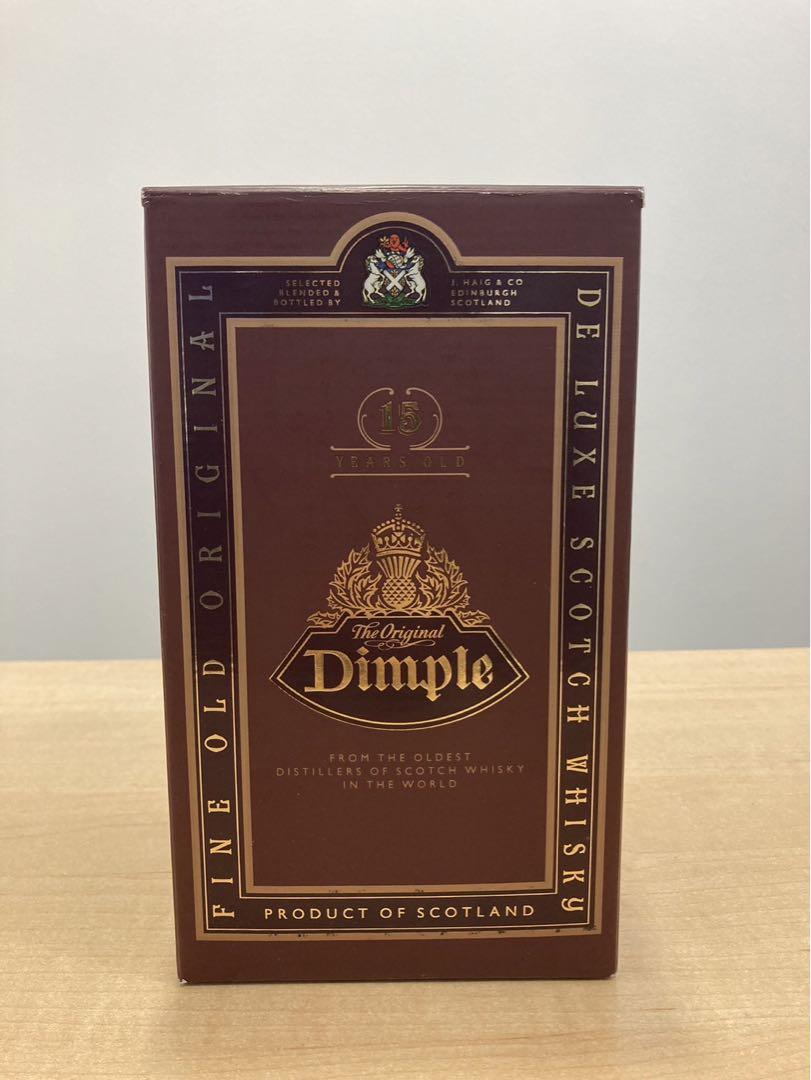 SELECTED
BLENDED &
BOTTLED BY
J. HAIG & CO
EDINBURGH
SCOTLAND
FINE OLD ORIGINAL
DE LUXE SCOTCH WHISKY
15
YEARS OLD
The Original
Dimple
FROM THE OLDEST
DISTILLERS OF SCOTCH WHISKY
IN THE WORLD
PRODUCT OF SCOTLAND